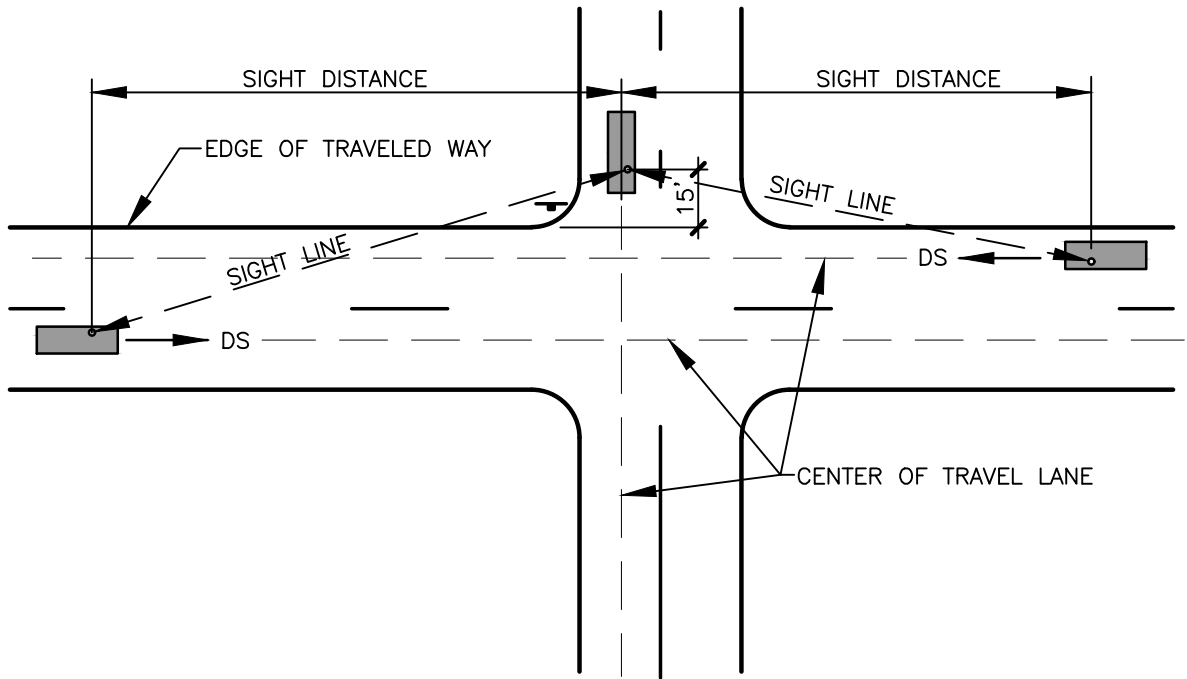 SIGHT DISTANCE
SIGHT DISTANCE
EDGE OF TRAVELED WAY
15'
SIGHT LINE
SIGHT LINE
DS
DS
CENTER OF TRAVEL LANE